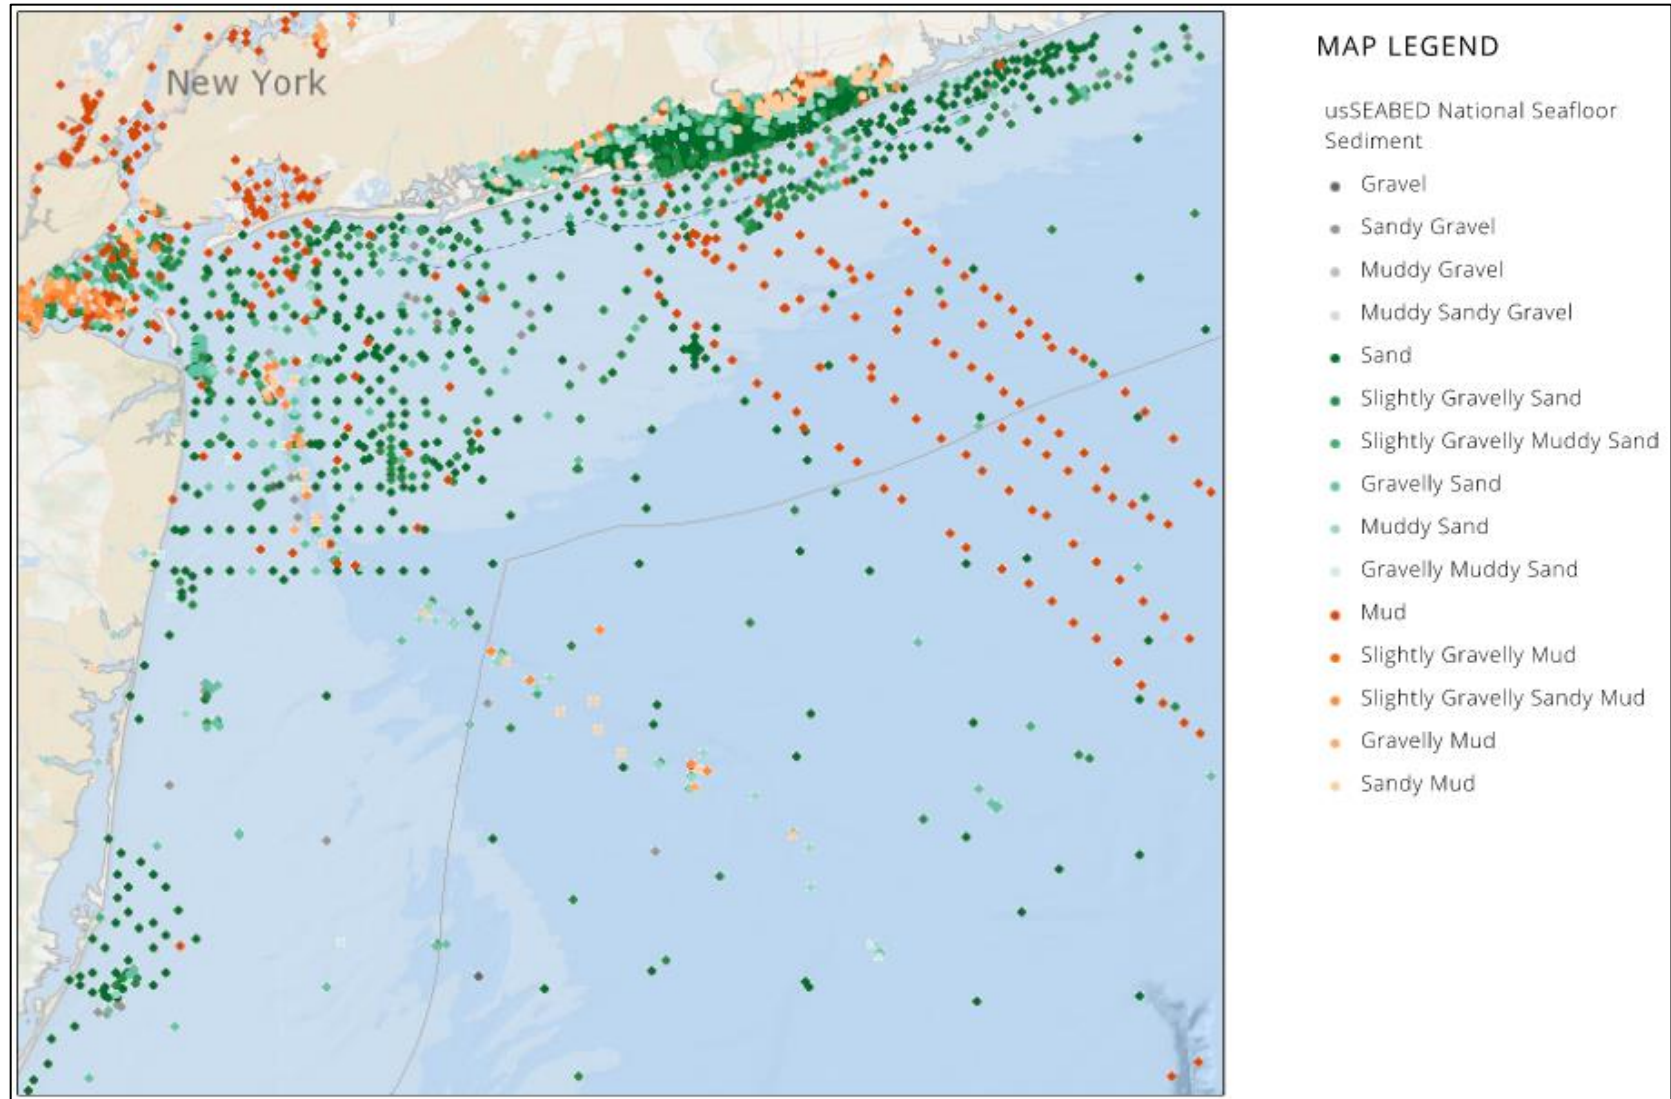 New York
MAP LEGEND
usSEABED National Seafloor
Sediment
Gravel
Sandy Gravel
Muddy Gravel
Muddy Sandy Gravel
Sand
Slightly Gravelly Sand
Slightly Gravelly Muddy Sand
Gravelly Sand
Muddy Sand
Gravelly Muddy Sand
Mud
Slightly Gravelly Mud
Slightly Gravelly Sandy Mud
Gravelly Mud
Sandy Mud